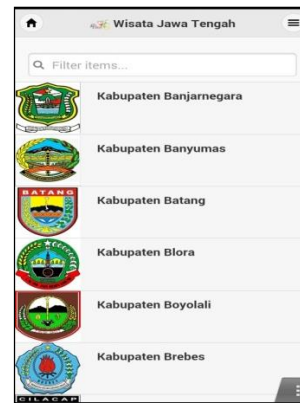 Wisata Jawa Tengah
Filter items...
Kabupaten Banjarnegara
Kabupaten Banyumas
BATANG
Kabupaten Batang
Kabupaten Blora
Kabupaten Boyolali
Kabupaten Brebes
CILACAP